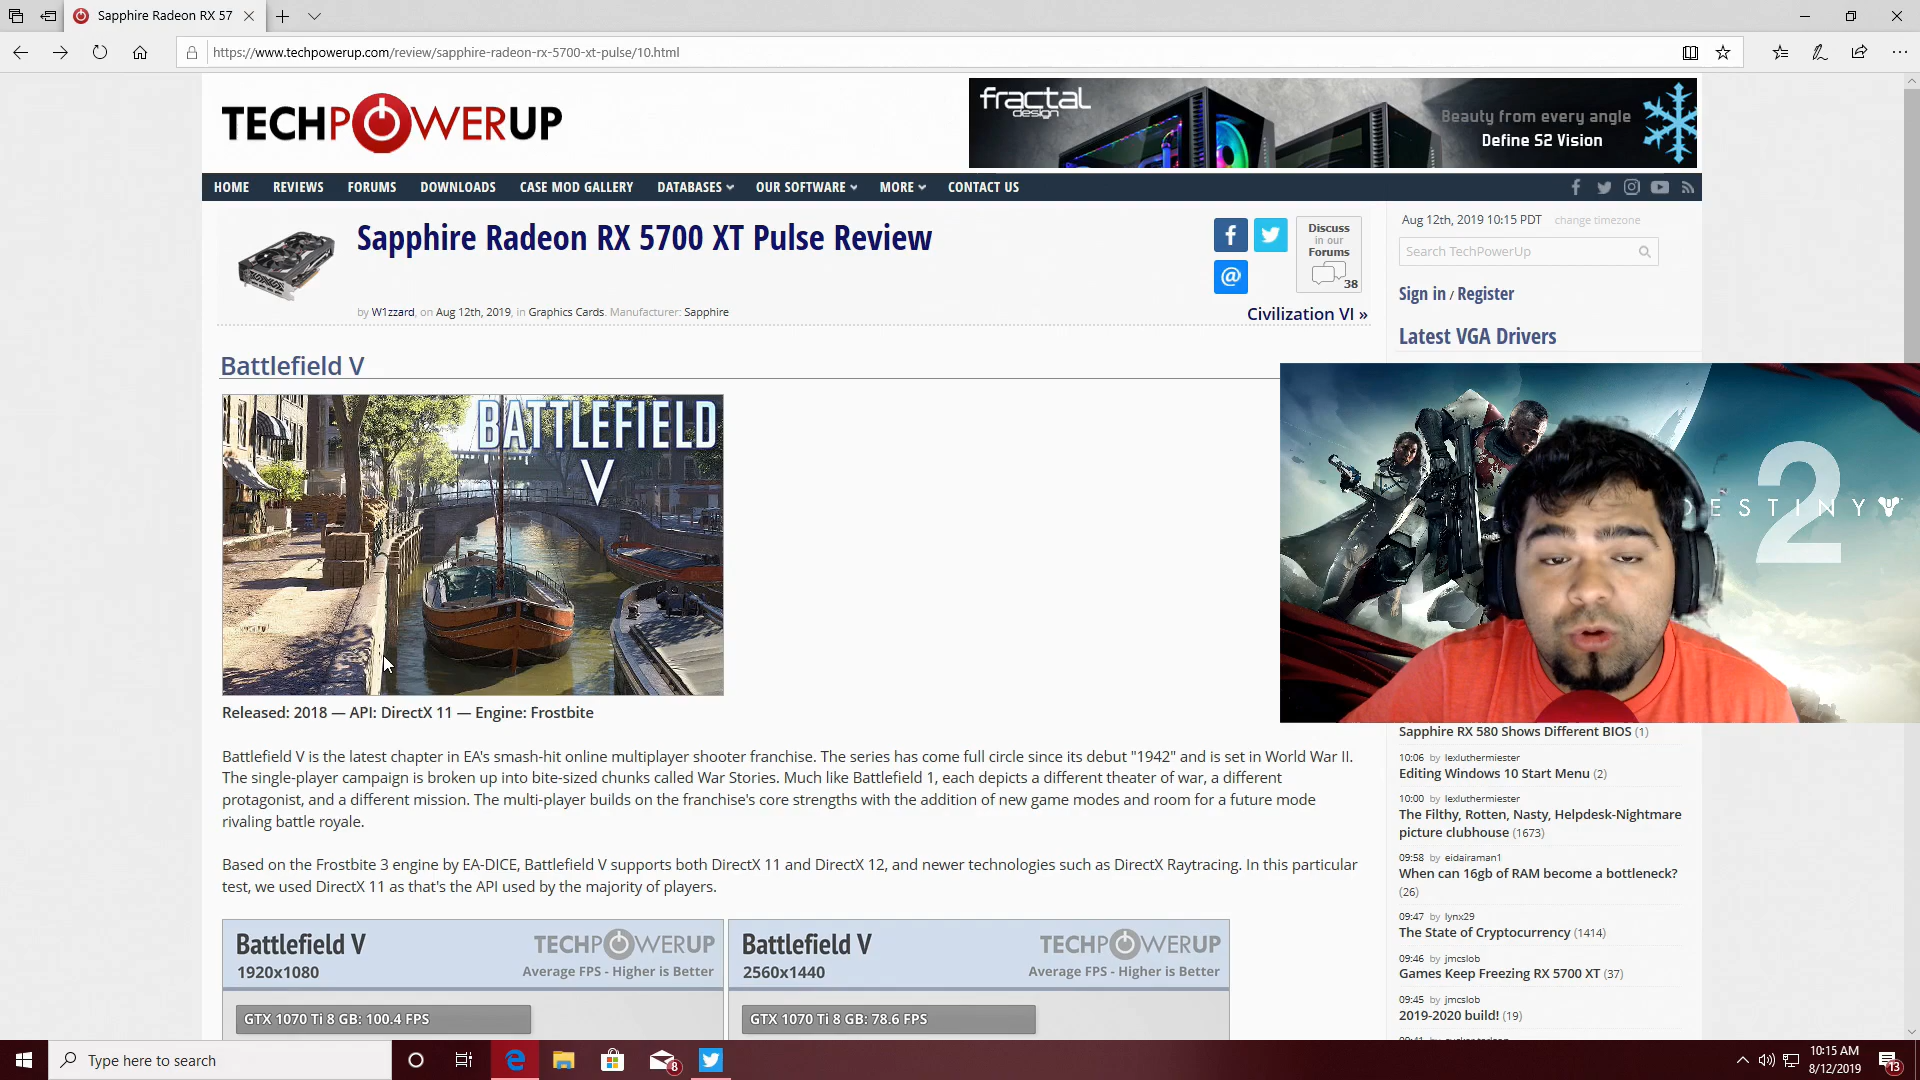 Sapphire Radeon RX 57
https://www.techpowerup.com/review/sapphire-radeon-rx-5700-xt-pulse/10.html
TECHPOWERUP
fractal
design
Beauty from every angle
Define S2 Vision
HOME REVIEWS FORUMS DOWNLOADS CASE MOD GALLERY DATABASES OUR SOFTWARE MORE CONTACT US
Sapphire Radeon RX 5700 XT Pulse Review
Discuss
in our
Forums
38
by W1zzard, on Aug 12th, 2019, in Graphics Cards. Manufacturer: Sapphire
Civilization VI »
Aug 12th, 2019 10:15 PDT change timezone
Search TechPowerUp
Sign in / Register
Latest VGA Drivers
Battlefield V
BATTLEFIELD
V
Released: 2018 — API: DirectX 11 — Engine: Frostbite
Battlefield V is the latest chapter in EA's smash-hit online multiplayer shooter franchise. The series has come full circle since its debut "1942" and is set in World War II.
The single-player campaign is broken up into bite-sized chunks called War Stories. Much like Battlefield 1, each depicts a different theater of war, a different
protagonist, and a different mission. The multi-player builds on the franchise's core strengths with the addition of new game modes and room for a future mode
rivaling battle royale.
Based on the Frostbite 3 engine by EA-DICE, Battlefield V supports both DirectX 11 and DirectX 12, and newer technologies such as DirectX Raytracing. In this particular
test, we used DirectX 11 as that's the API used by the majority of players.
Battlefield V
TECHPOWERUP
1920x1080
Average FPS - Higher is Better
GTX 1070 Ti 8 GB: 100.4 FPS
Battlefield V
TECHPOWERUP
2560x1440
Average FPS - Higher is Better
GTX 1070 Ti 8 GB: 78.6 FPS
DESTINY
2
Sapphire RX 580 Shows Different BIOS (1)
10:06 by lexluthermiester
Editing Windows 10 Start Menu (2)
10:00 by lexluthermiester
The Filthy, Rotten, Nasty, Helpdesk-Nightmare
picture clubhouse (1673)
09:58 by eidairaman1
When can 16gb of RAM become a bottleneck?
(26)
09:47 by lynx29
The State of Cryptocurrency (1414)
09:46 by jmcslob
Games Keep Freezing RX 5700 XT (37)
09:45 by jmcslob
2019-2020 build! (19)
Type here to search
8
10:15 AM
8/12/2019
13